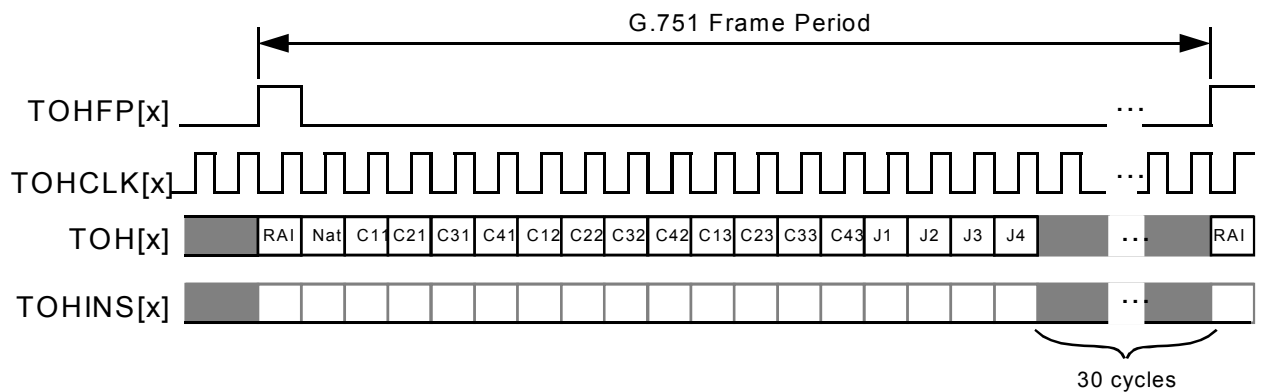 G.751 Frame Period
TOHFP[x]
...
TOHCLK[x]
...
TOH[x] RAI Nat C11 C21 C31 C41 C12 C22 C32 C42 C13 C23 C33 C43 J1 J2 J3 J4 ... RAI
TOHINS[x]
...
30 cycles